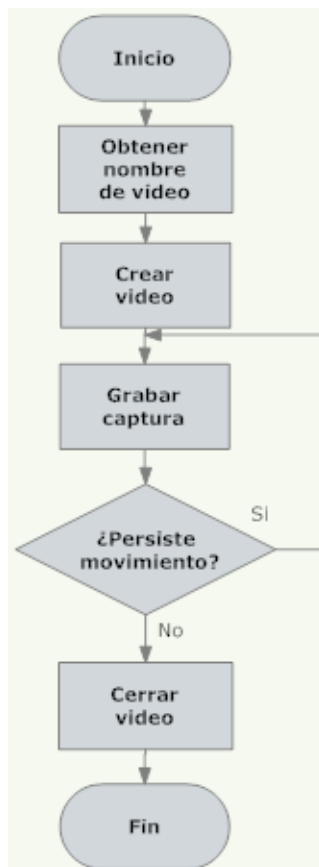 Inicio
Obtener
nombre
de video
Crear
video
Grabar
captura
¿Persiste
movimiento?
Si
No
Cerrar
video
Fin